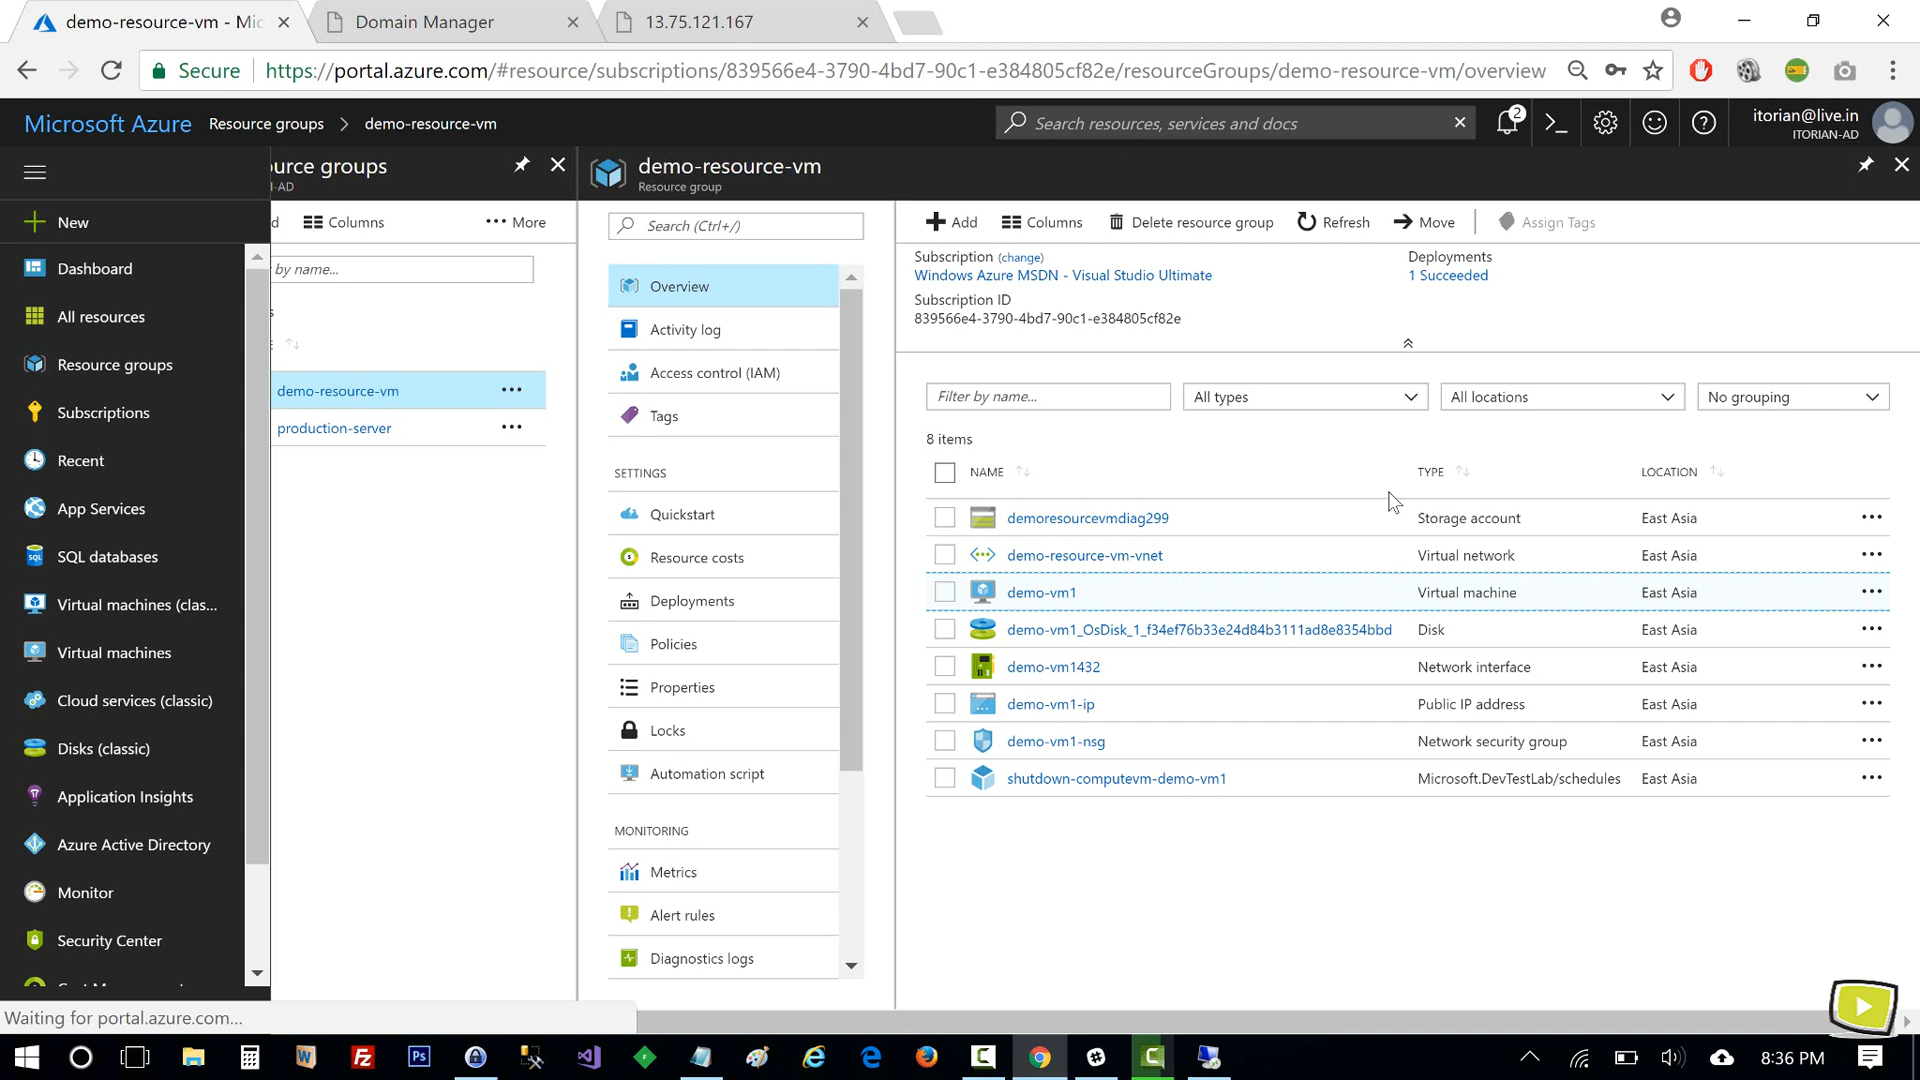 demo-resource-vm - Mic
Domain Manager
13.75.121.167
Secure
https://portal.azure.com/#resource/subscriptions/839566e4-3790-4bd7-90c1-e384805cf82e/resourceGroups/demo-resource-vm/overview
Microsoft Azure
Resource groups > demo-resource-vm
Search resources, services and docs
2
itorian@live.in
ITORIAN-AD
New
Dashboard
All resources
Resource groups
Subscriptions
Recent
App Services
SQL databases
Virtual machines (clas...
Virtual machines
Cloud services (classic)
Disks (classic)
Application Insights
Azure Active Directory
Monitor
Security Center
urce groups
I-AD
d
Columns
More
by name...
s
demo-resource-vm
production-server
demo-resource-vm
Resource group
Search (Ctrl+/)
Overview
Activity log
Access control (IAM)
Tags
SETTINGS
Quickstart
Resource costs
Deployments
Policies
Properties
Locks
Automation script
MONITORING
Metrics
Alert rules
Diagnostics logs
Add
Columns
Delete resource group
Refresh
Move
Assign Tags
Subscription (change)
Windows Azure MSDN - Visual Studio Ultimate
Subscription ID
839566e4-3790-4bd7-90c1-e384805cf82e
Deployments
1 Succeeded
Filter by name...
All types
All locations
No grouping
8 items
NAME TYPE LOCATION
demoresourcevmdiag299 Storage account East Asia
demo-resource-vm-vnet Virtual network East Asia
demo-vm1 Virtual machine East Asia
demo-vm1_OsDisk_1_f34ef76b33e24d84b3111ad8e8354bbd Disk East Asia
demo-vm1432 Network interface East Asia
demo-vm1-ip Public IP address East Asia
demo-vm1-nsg Network security group East Asia
shutdown-computevm-demo-vm1 Microsoft.DevTestLab/schedules East Asia
Waiting for portal.azure.com...
8:36 PM